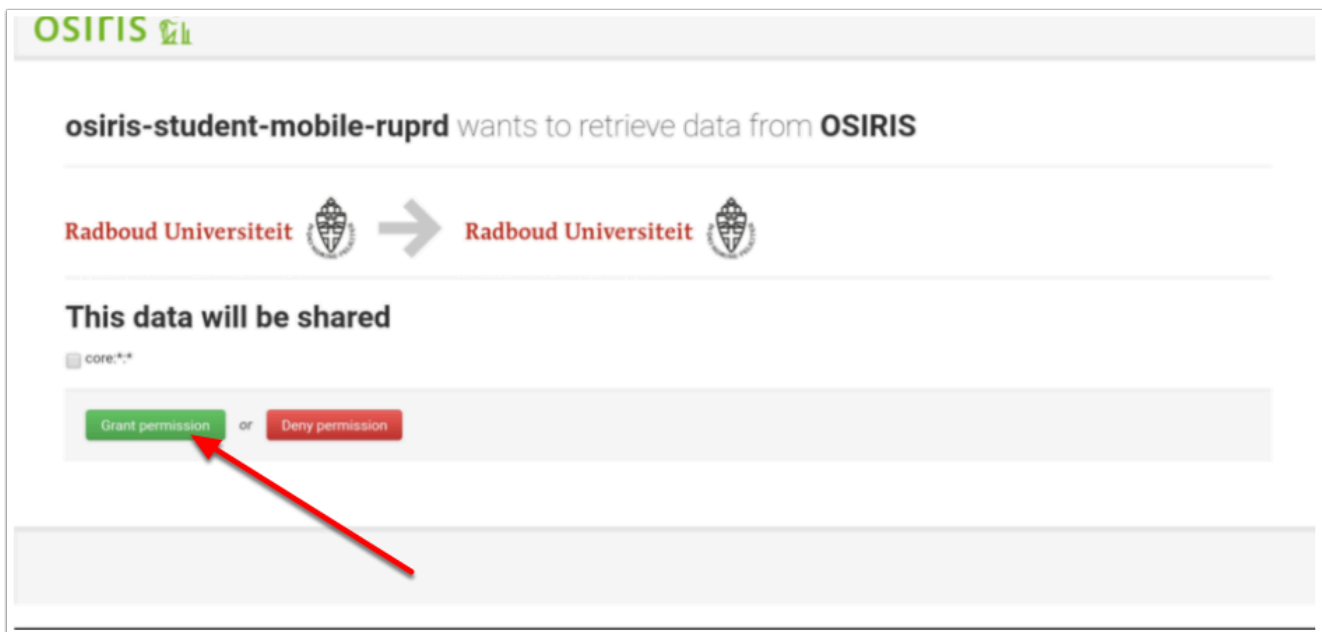 OSIRIS
osiris-student-mobile-ruprd wants to retrieve data from OSIRIS
Radboud Universiteit Radboud Universiteit
This data will be shared
core:*:*
Grant permission or Deny permission